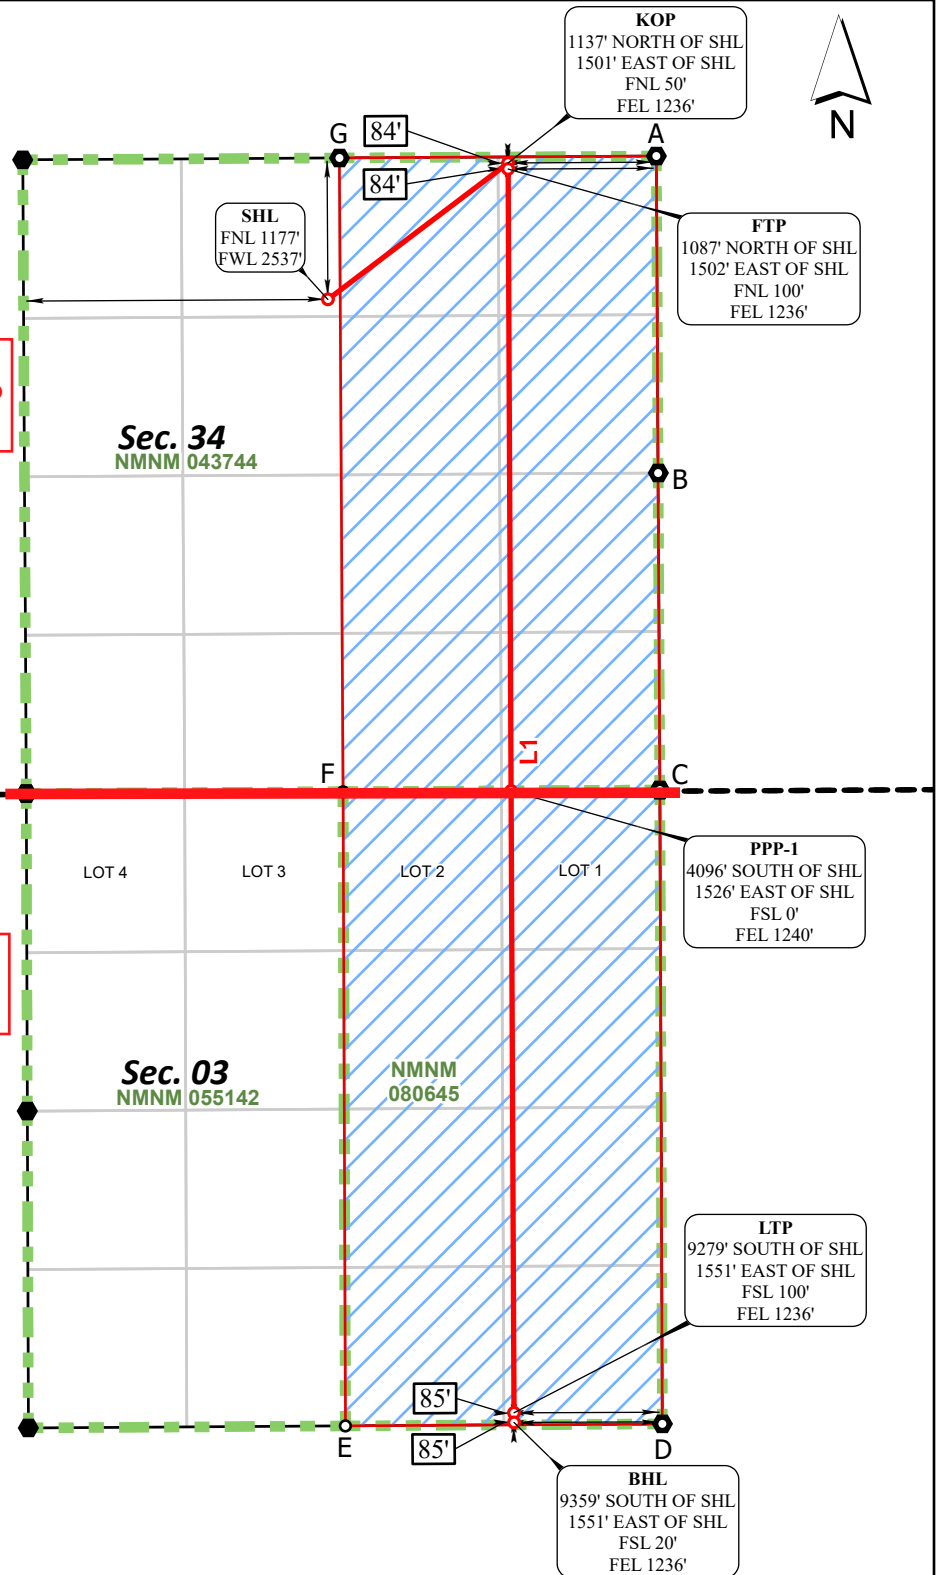 KOP
1137' NORTH OF SHL
1501' EAST OF SHL
FNL 50'
FEL 1236'
N
G
84'
A
84'
SHL
FNL 1177'
FWL 2537'
FTP
1087' NORTH OF SHL
1502' EAST OF SHL
FNL 100'
FEL 1236'
Sec. 34
NMNM 043744
B
L1
F
C
PPP-1
4096' SOUTH OF SHL
1526' EAST OF SHL
FSL 0'
FEL 1240'
LOT 4
LOT 3
LOT 2
LOT 1
Sec. 03
NMNM 055142
NMNM
080645
LTP
9279' SOUTH OF SHL
1551' EAST OF SHL
FSL 100'
FEL 1236'
85'
85'
E
D
BHL
9359' SOUTH OF SHL
1551' EAST OF SHL
FSL 20'
FEL 1236'